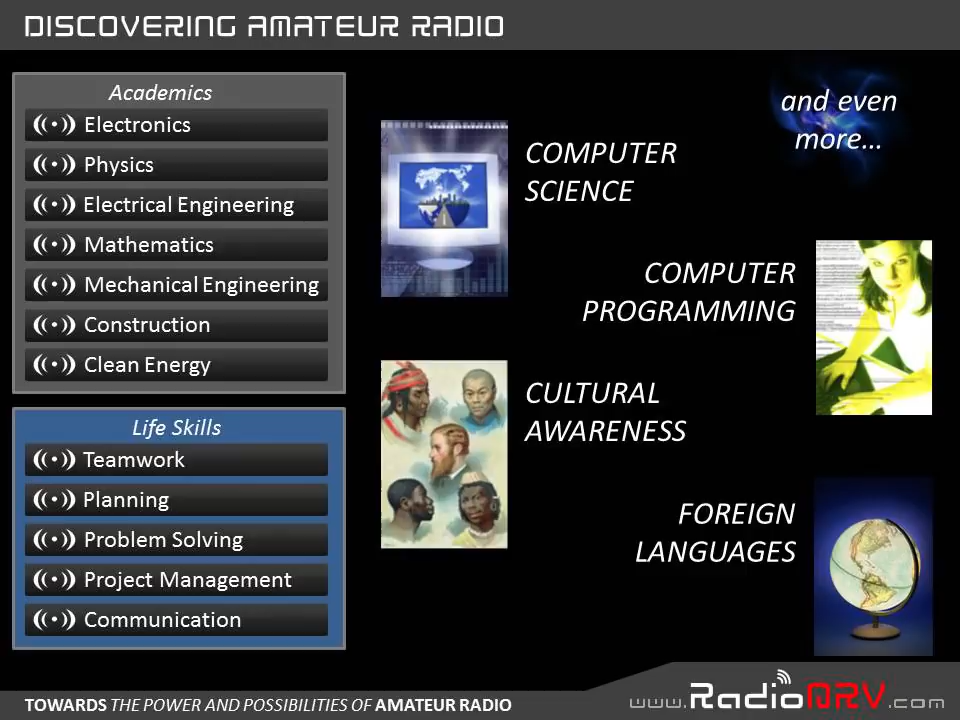 DISCOVERING AMATEUR RADIO
Academics
Electronics
Physics
Electrical Engineering
Mathematics
Mechanical Engineering
Construction
Clean Energy
Life Skills
Teamwork
Planning
Problem Solving
Project Management
Communication
and even
more...
COMPUTER
SCIENCE
COMPUTER
PROGRAMMING
CULTURAL
AWARENESS
FOREIGN
LANGUAGES
TOWARDS THE POWER AND POSSIBILITIES OF AMATEUR RADIO
www.RadioQRV.com